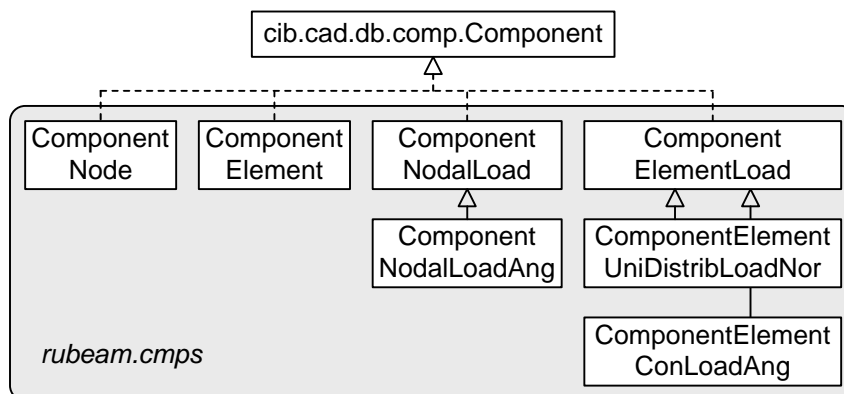 cib.cad.db.comp.Component
Component
Node
Component
Element
Component
NodalLoad
Component
ElementLoad
Component
NodalLoadAng
ComponentElement
UniDistribLoadNor
ComponentElement
ConLoadAng
rubeam.cmps